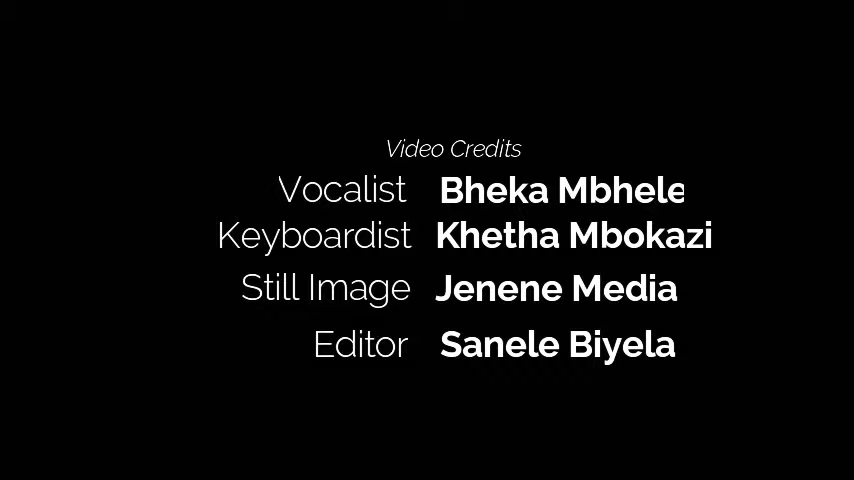 Video Credits
Vocalist Bheka Mbhele
Keyboardist Khetha Mbokazi
Still Image Jenene Media
Editor Sanele Biyela